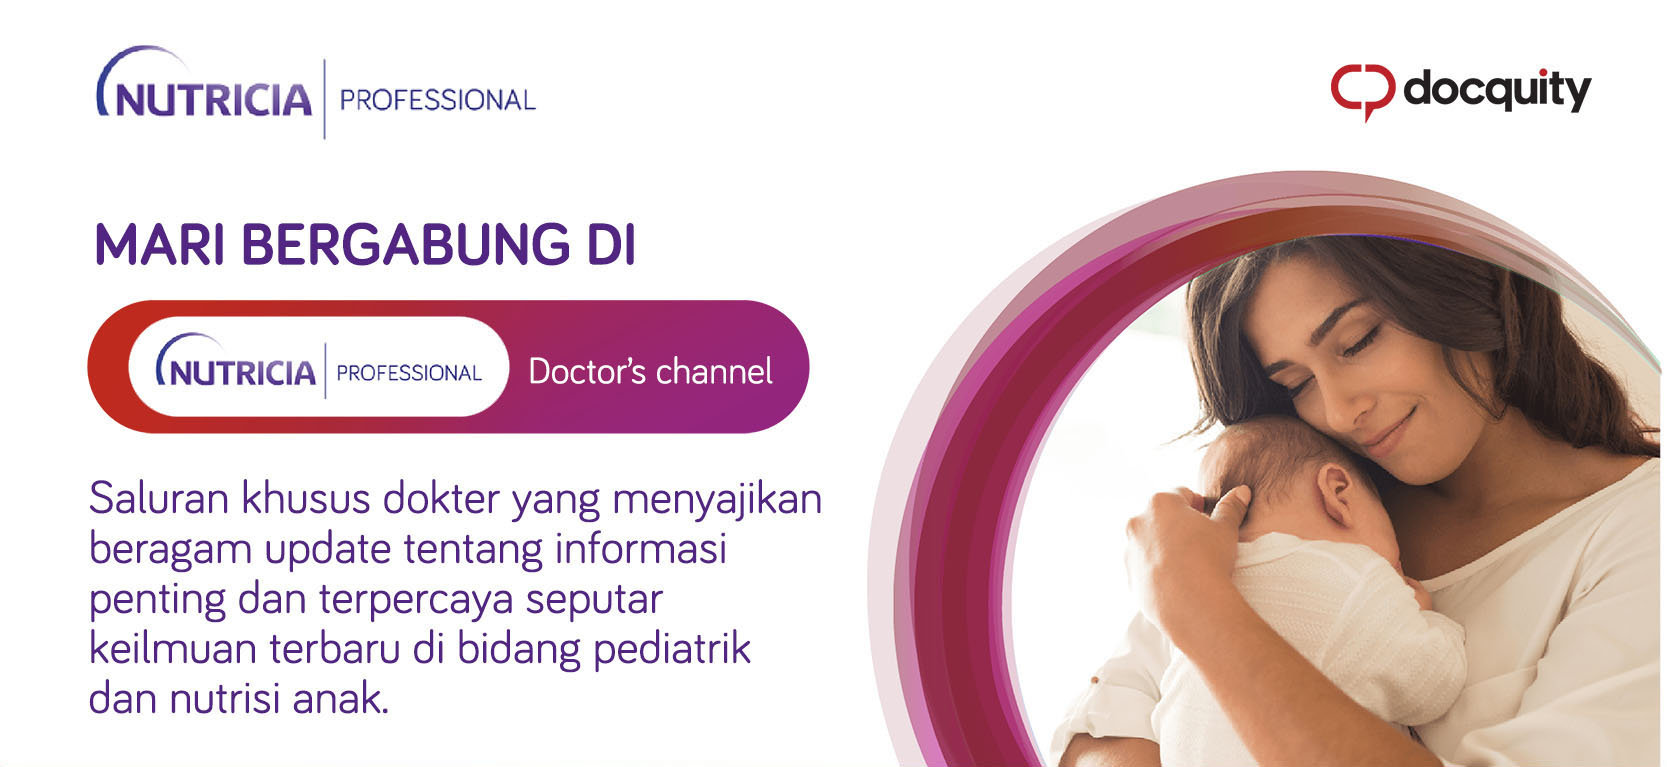 NUTRICIA PROFESSIONAL
docquity
MARI BERGABUNG DI
NUTRICIA PROFESSIONAL Doctor's channel
Saluran khusus dokter yang menyajikan
beragam update tentang informasi
penting dan terpercaya seputar
keilmuan terbaru di bidang pediatrik
dan nutrisi anak.